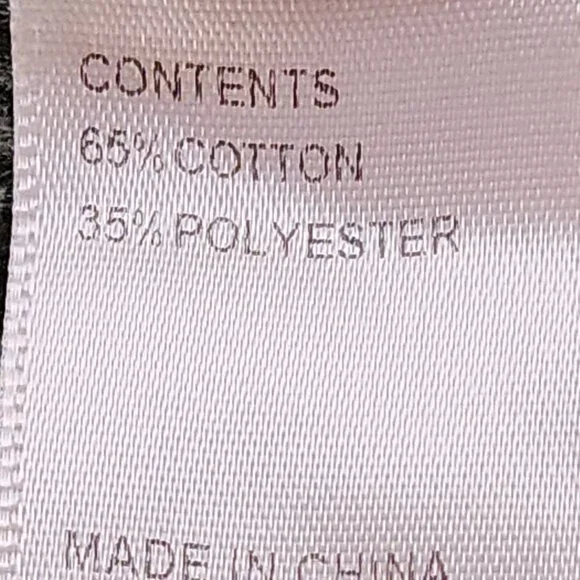 CONTENTS
65% COTTON
35% POLYESTER
MADE IN CHINA